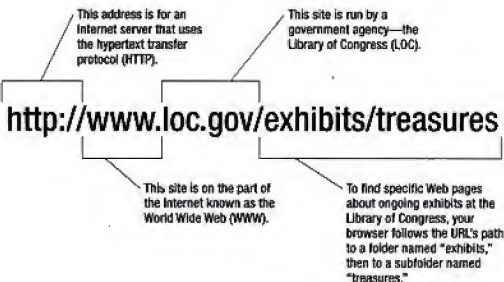 This address is for an
Internet server that uses
the hypertext transfer
protocol (HTTP).
This site is run by a
government agency—the
Library of Congress (LOC).
http://www.loc.gov/exhibits/treasures
This site is on the part of
the Internet known as the
World Wide Web (WWW).
To find specific Web pages
about ongoing exhibits at the
Library of Congress, your
browser follows the URL's path
to a folder named "exhibits,"
then to a subfolder named
"treasures."